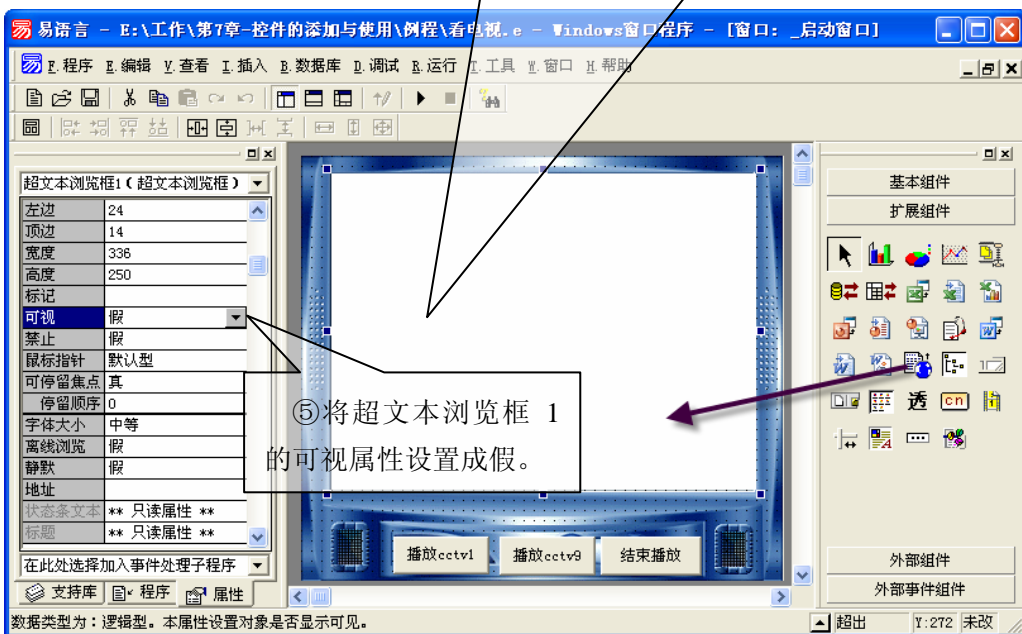 易语言 - E:\工作\第7章-控件的添加与使用\例程\看电视.e - Windows窗口程序 - [窗口: _启动窗口]
F.程序 E.编辑 V.查看 I.插入 B.数据库 D.调试 R.运行 T.工具 W.窗口 H.帮助
超文本浏览框1(超文本浏览框)
左边 24
顶边 14
宽度 336
高度 250
标记
可视 假
禁止 假
鼠标指针 默认型
可停留焦点 真
停留顺序 0
字体大小 中等
离线浏览 假
静默 假
地址
状态条文本 ** 只读属性 **
标题 ** 只读属性 **
在此处选择加入事件处理子程序
支持库 程序 属性
⑤将超文本浏览框 1
的可视属性设置成假。
播放cctv1 播放cctv9 结束播放
基本组件
扩展组件
透 cn
外部组件
外部事件组件
数据类型为:逻辑型。本属性设置对象是否显示可见。
超出 Y:272 未改